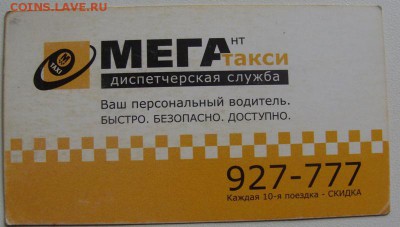 COINS.LAVE.RU
МЕГА нт
такси
М
TAXI
диспетчерская служба
Ваш персональный водитель.
БЫСТРО. БЕЗОПАСНО. ДОСТУПНО.
927-777
Каждая 10-я поездка - СКИДКА